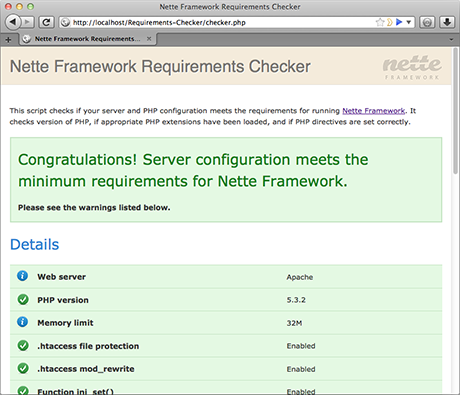 Nette Framework Requirements Checker
http://localhost/Requirements-Checker/checker.php
Nette Framework Requirements...
Nette Framework Requirements Checker
nette
FRAMEWORK
This script checks if your server and PHP configuration meets the requirements for running Nette Framework. It
checks version of PHP, if appropriate PHP extensions have been loaded, and if PHP directives are set correctly.
Congratulations! Server configuration meets the
minimum requirements for Nette Framework.
Please see the warnings listed below.
Details
Web server Apache
PHP version 5.3.2
Memory limit 32M
.htaccess file protection Enabled
.htaccess mod_rewrite Enabled
Function ini_set() Enabled